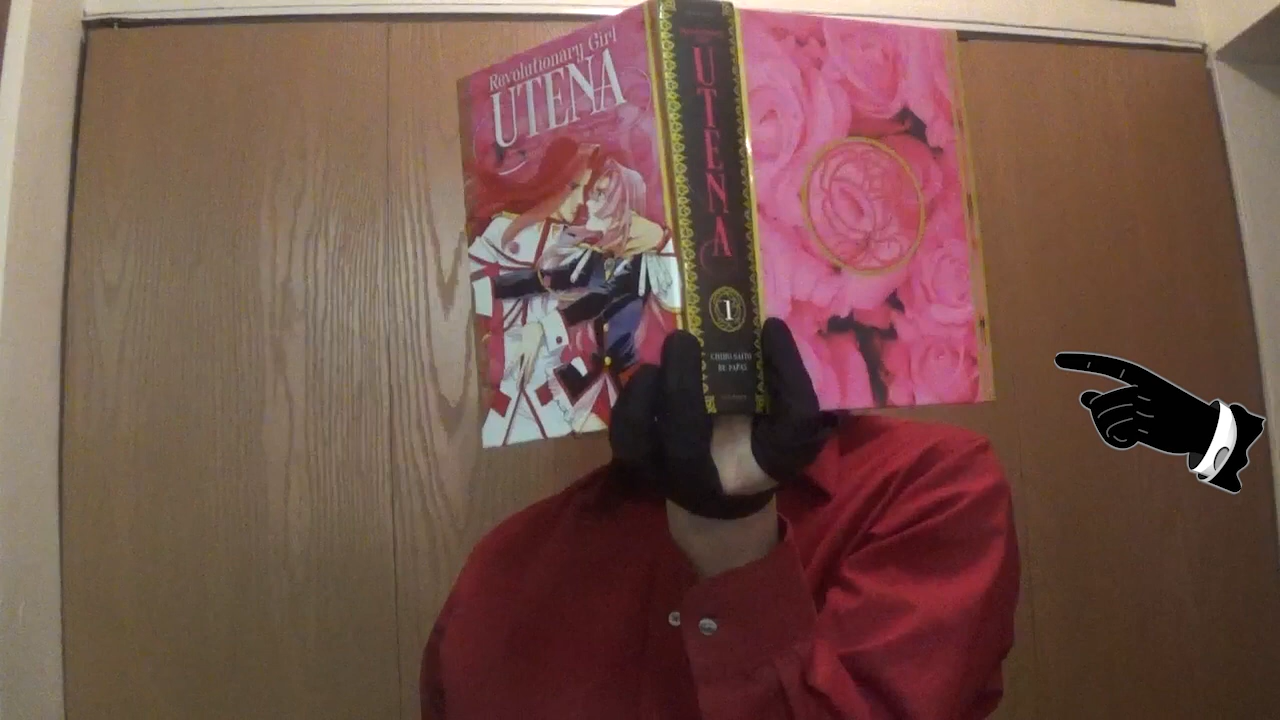 Revolutionary Girl
UTENA
UTENA
1
CHIHO SAITO
BE-PAPAS